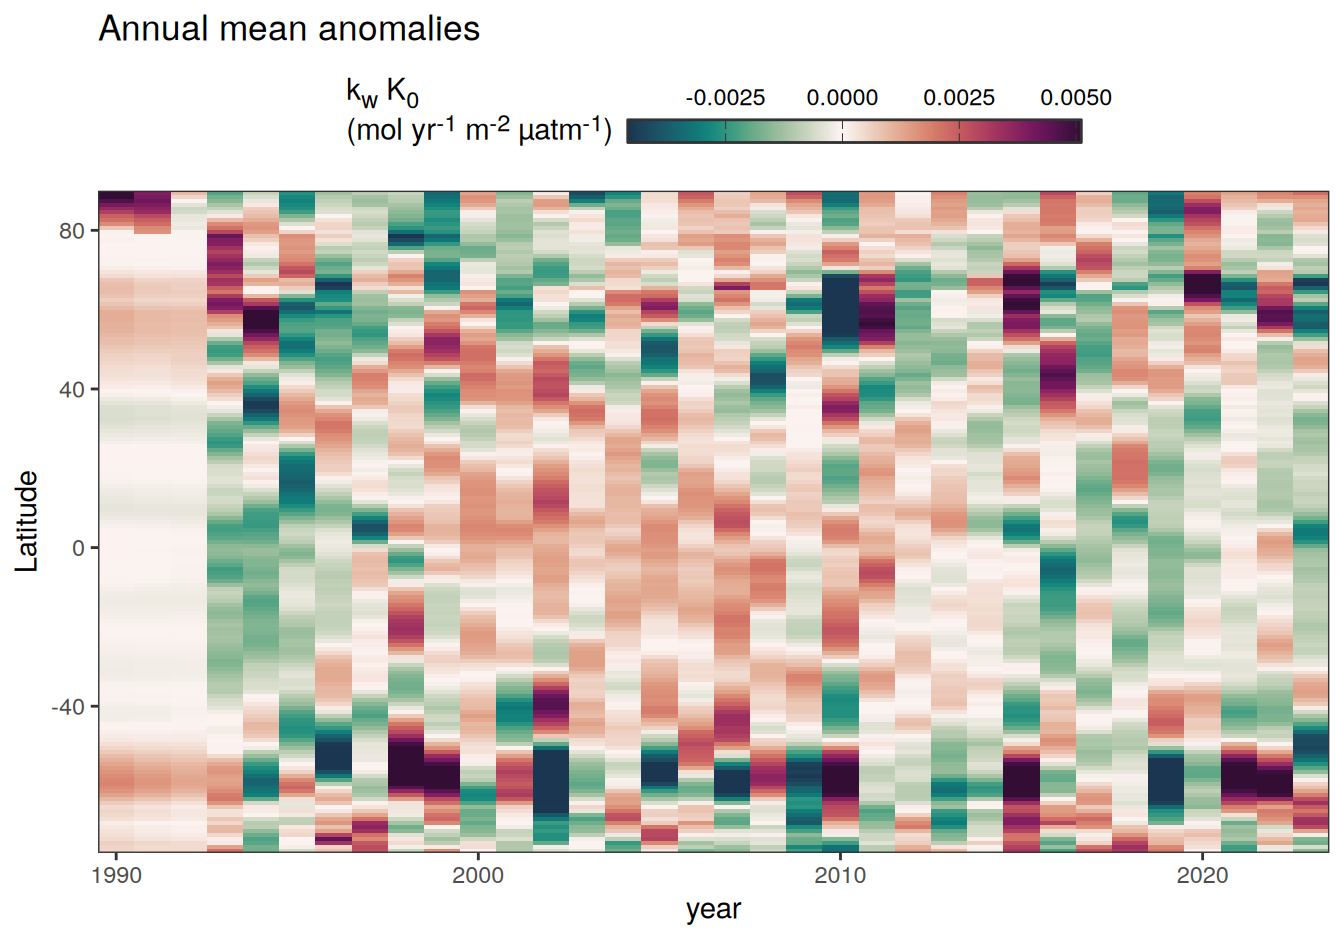 Annual mean anomalies
kw K0
(mol yr-1 m-2 µatm-1)
-0.0025 0.0000 0.0025 0.0050
80
40
0
-40
Latitude
1990 2000 2010 2020
year